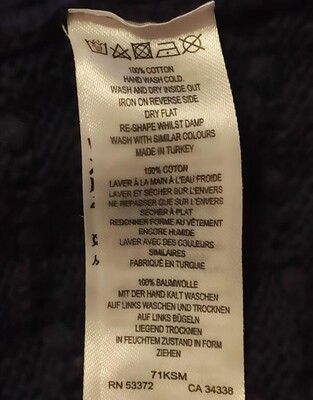 100% COTTON
HAND WASH COLD
WASH AND DRY INSIDE OUT
IRON ON REVERSE SIDE
DRY FLAT
RE-SHAPE WHILST DAMP
WASH WITH SIMILAR COLOURS
MADE IN TURKEY
100% COTON
LAVER À LA MAIN À L'EAU FROIDE
LAVER ET SÉCHER SUR L'ENVERS
NE REPASSER QUE SUR L'ENVERS
SÉCHER À PLAT
REDONNER FORME AU VÊTEMENT
ENCORE HUMIDE
LAVER AVEC DES COULEURS
SIMILAIRES
FABRIQUÉ EN TURQUIE
100% BAUMWOLLE
MIT DER HAND KALT WASCHEN
AUF LINKS WASCHEN UND TROCKNEN
AUF LINKS BÜGELN
LIEGEND TROCKNEN
IN FEUCHTEM ZUSTAND IN FORM
ZIEHEN
71KSM
RN 53372 CA 34338